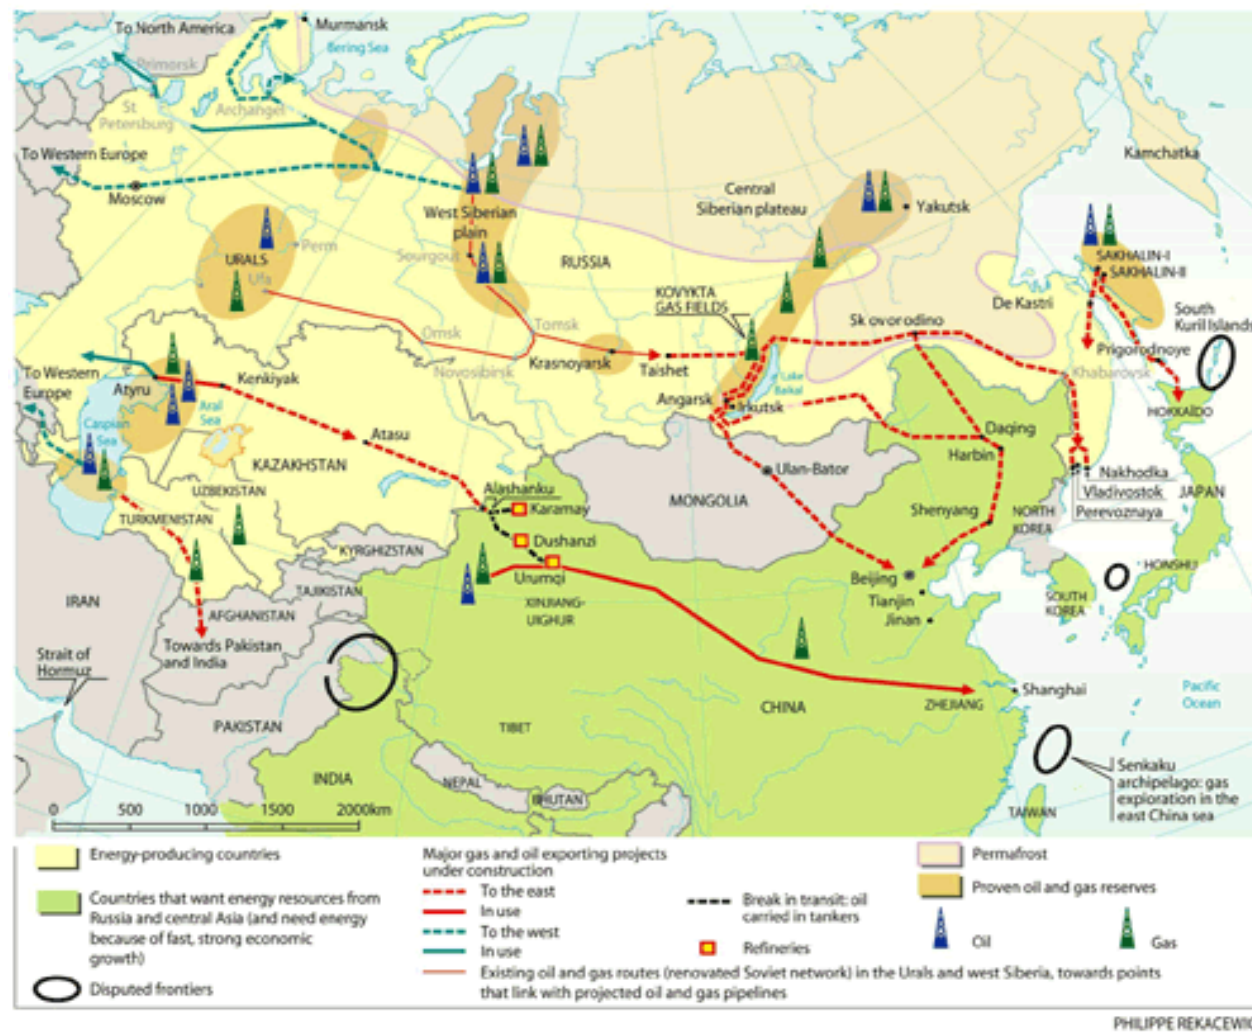 To North America
Murmansk
Bering Sea
Primorsk
St
Petersburg
Archangel
To Western Europe
Moscow
Kamchatka
Central
Siberian plateau
Yakutsk
West Siberian
plain
Perm
URALS
Ufa
Sourgout
RUSSIA
KOVYKTA
GAS FIELDS
SAKHALIN-I
SAKHALIN-II
De Kastri
South
Kuril Islands
Sk ovorodino
Omsk
Tomsk
Novosibirsk
Krasnoyarsk
Taishet
Prigorodnoye
Khabarovsk
To Western
Europe
Atyru
Kenkiyak
Aral
Sea
Caspian
Sea
Atasu
Angarsk
Irkutsk
Lake
Baikal
HOKKAÏDO
Daqing
Harbin
KAZAKHSTAN
Ulan-Bator
Nakhodka
Vladivostok
Perevoznaya
JAPAN
UZBEKISTAN
Alashanku
Karamay
MONGOLIA
Shenyang
NORTH
KOREA
TURKMENISTAN
Dushanzi
KYRGHIZSTAN
Urumqi
Beijing
HONSHU
TAJIKISTAN
XINJIANG-
UIGHUR
Tianjin
Jinan
SOUTH
KOREA
IRAN
AFGHANISTAN
Towards Pakistan
and India
Strait of
Hormuz
PAKISTAN
TIBET
CHINA
ZHEJIANG
Shanghai
Pacific
Ocean
INDIA
NEPAL
BHUTAN
TAIWAN
Senkaku
archipelago: gas
exploration in the
east China sea
0 500 1000 1500 2000km
Energy-producing countries
Countries that want energy resources from
Russia and central Asia (and need energy
because of fast, strong economic
growth)
Disputed frontiers
Major gas and oil exporting projects
under construction
To the east
In use
To the west
In use
Existing oil and gas routes (renovated Soviet network) in the Urals and west Siberia, towards points
that link with projected oil and gas pipelines
Break in transit: oil
carried in tankers
Refineries
Permafrost
Proven oil and gas reserves
Oil
Gas
PHILIPPE REKACEWIC